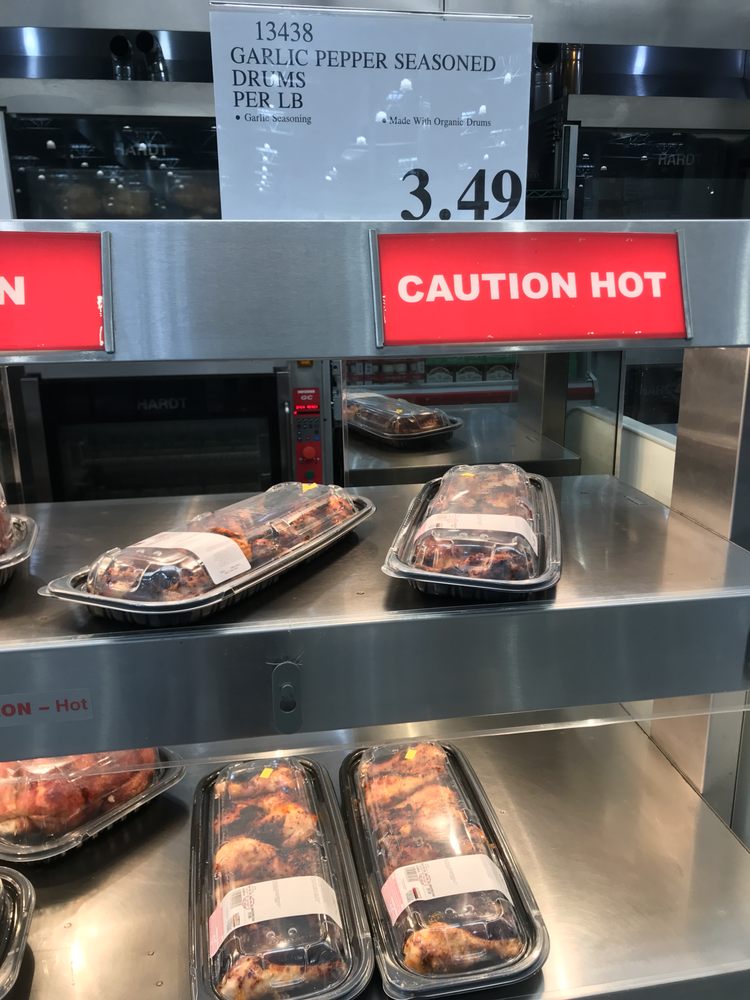 13438
GARLIC PEPPER SEASONED
DRUMS
PER LB
• Garlic Seasoning • Made With Organic Drums
3.49
N
CAUTION HOT
HARDT
HARDT
HARDT
GC
ON – Hot